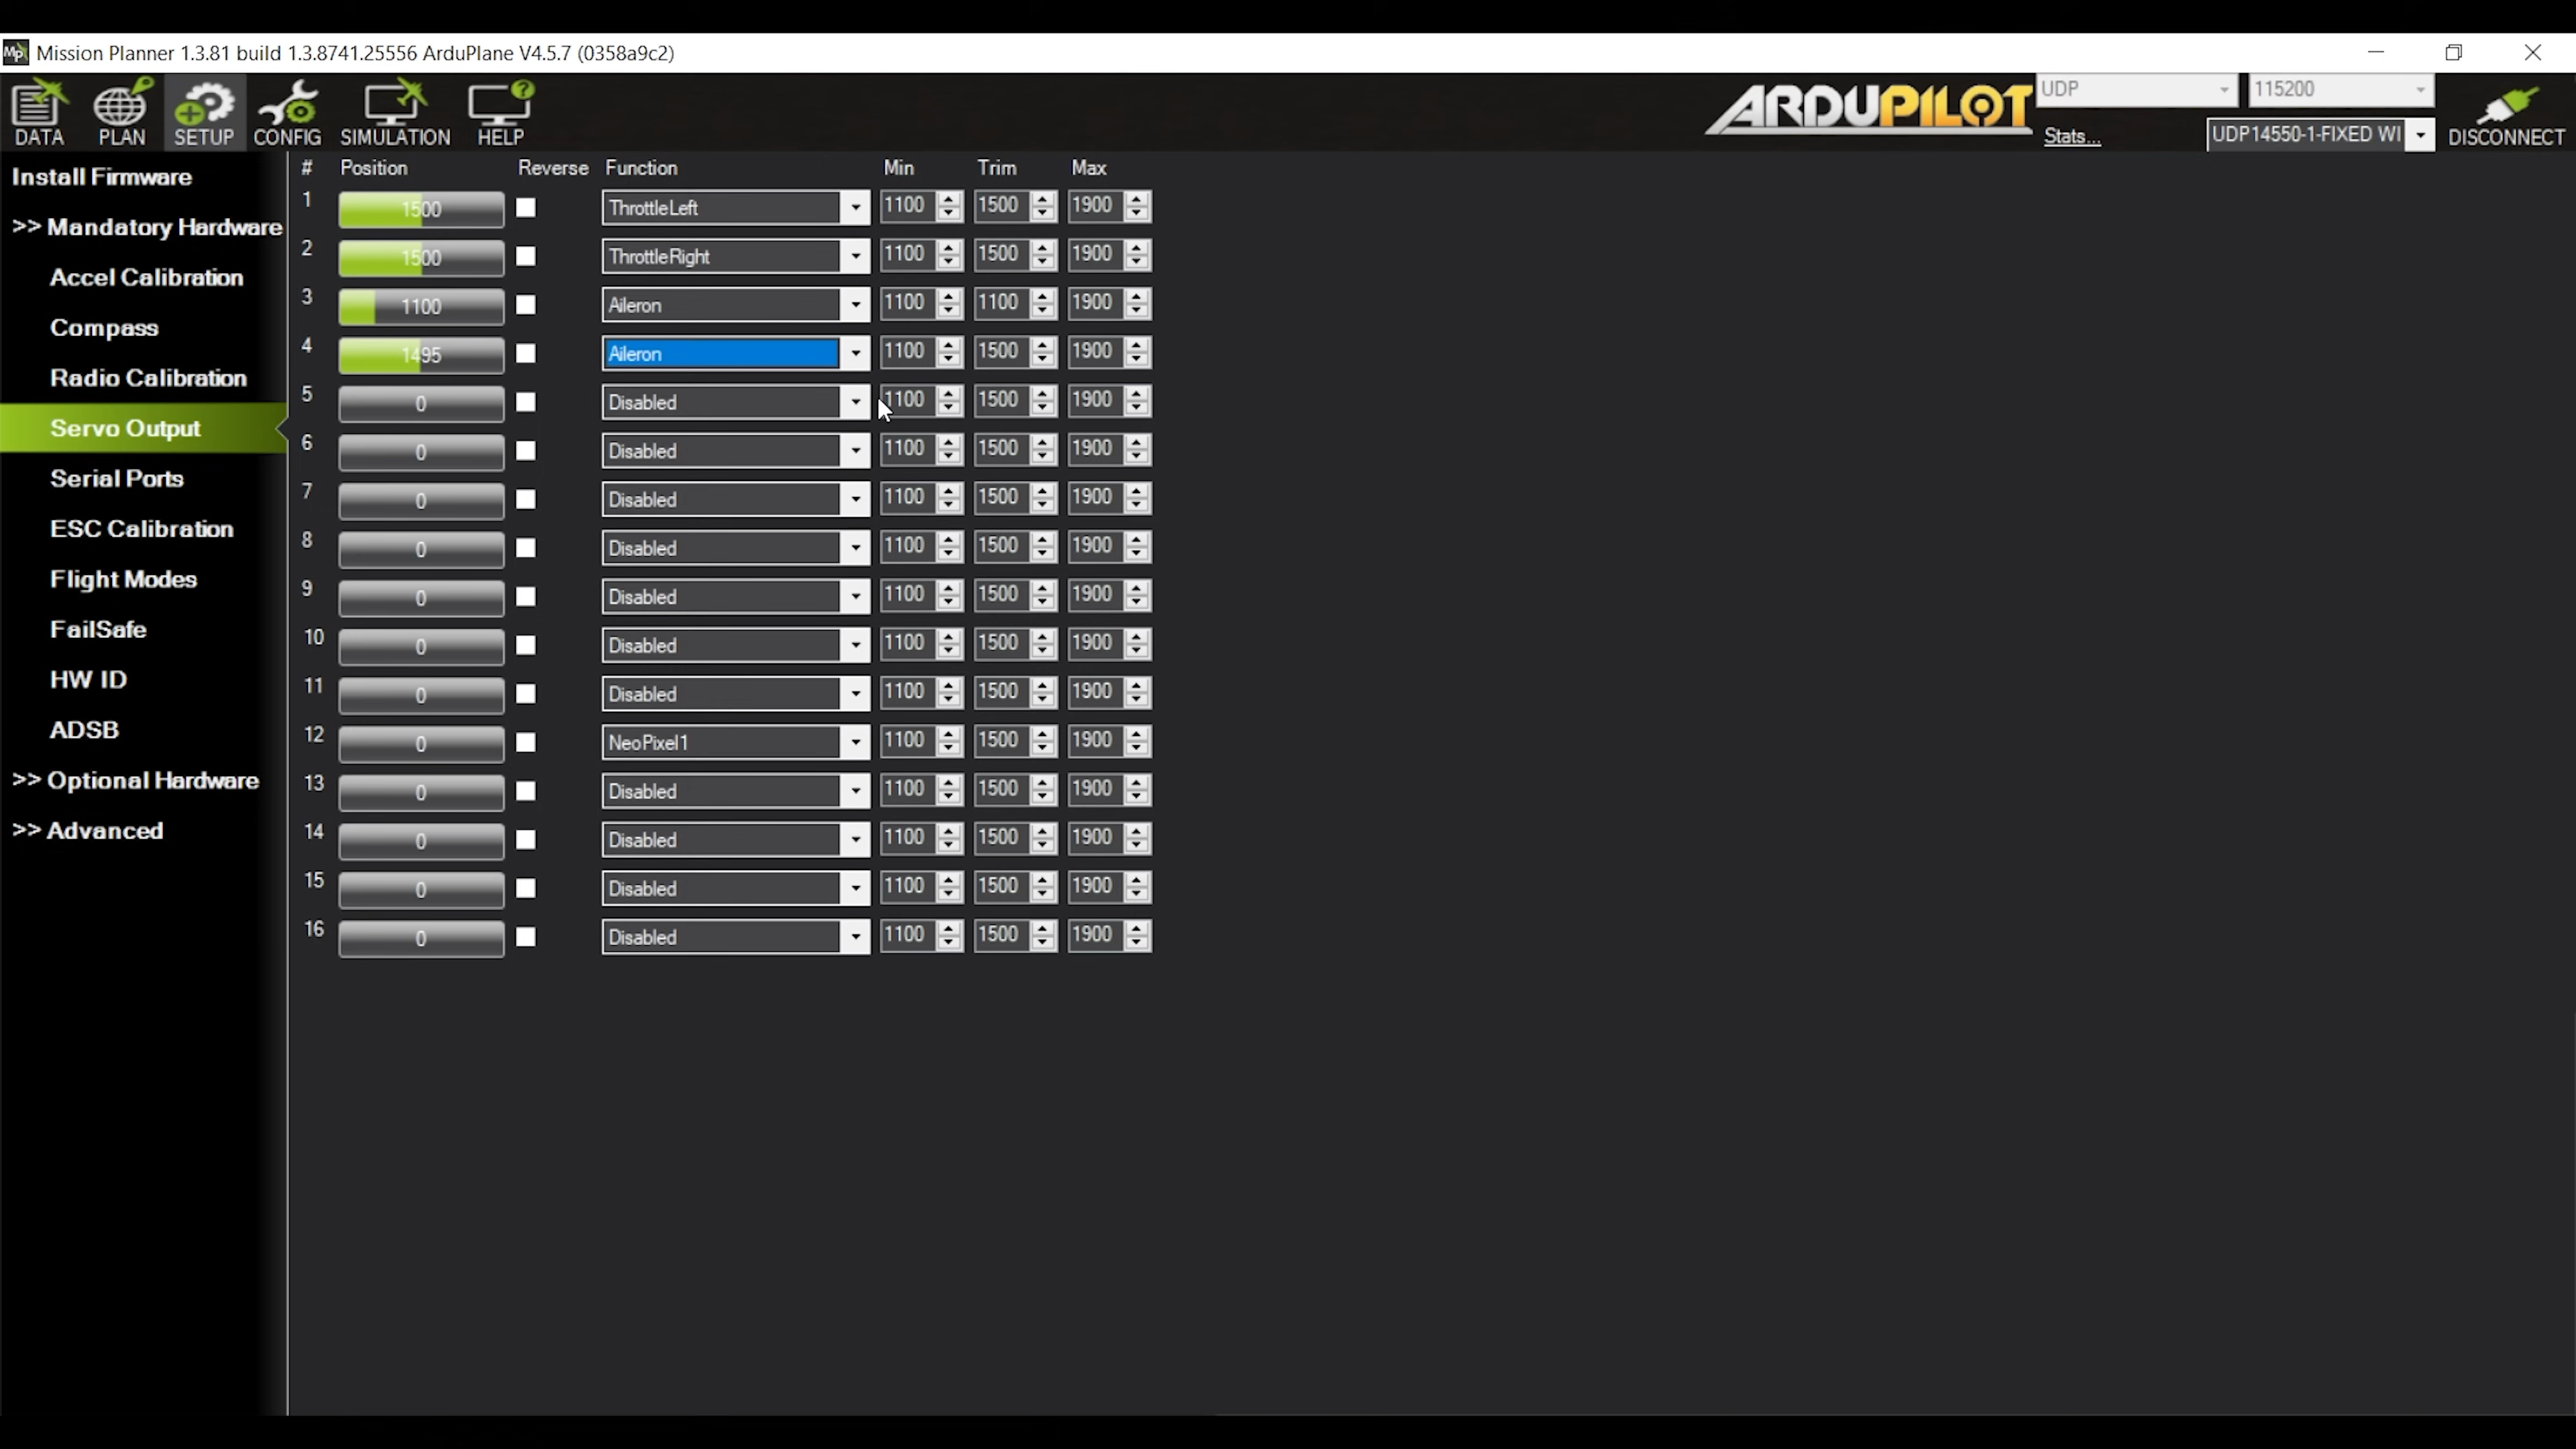 Mission Planner 1.3.81 build 1.3.8741.25556 ArduPlane V4.5.7 (0358a9c2)
DATA PLAN SETUP CONFIG SIMULATION HELP ARDUPILOT UDP 115200
Stats... UDP14550-1-FIXED WI DISCONNECT
Install Firmware
>> Mandatory Hardware
Accel Calibration
Compass
Radio Calibration
Servo Output
Serial Ports
ESC Calibration
Flight Modes
FailSafe
HW ID
ADSB
>> Optional Hardware
>> Advanced
# Position Reverse Function Min Trim Max
1 1500 ThrottleLeft 1100 1500 1900
2 1500 ThrottleRight 1100 1500 1900
3 1100 Aileron 1100 1100 1900
4 1495 Aileron 1100 1500 1900
5 0 Disabled 1100 1500 1900
6 0 Disabled 1100 1500 1900
7 0 Disabled 1100 1500 1900
8 0 Disabled 1100 1500 1900
9 0 Disabled 1100 1500 1900
10 0 Disabled 1100 1500 1900
11 0 Disabled 1100 1500 1900
12 0 NeoPixel1 1100 1500 1900
13 0 Disabled 1100 1500 1900
14 0 Disabled 1100 1500 1900
15 0 Disabled 1100 1500 1900
16 0 Disabled 1100 1500 1900